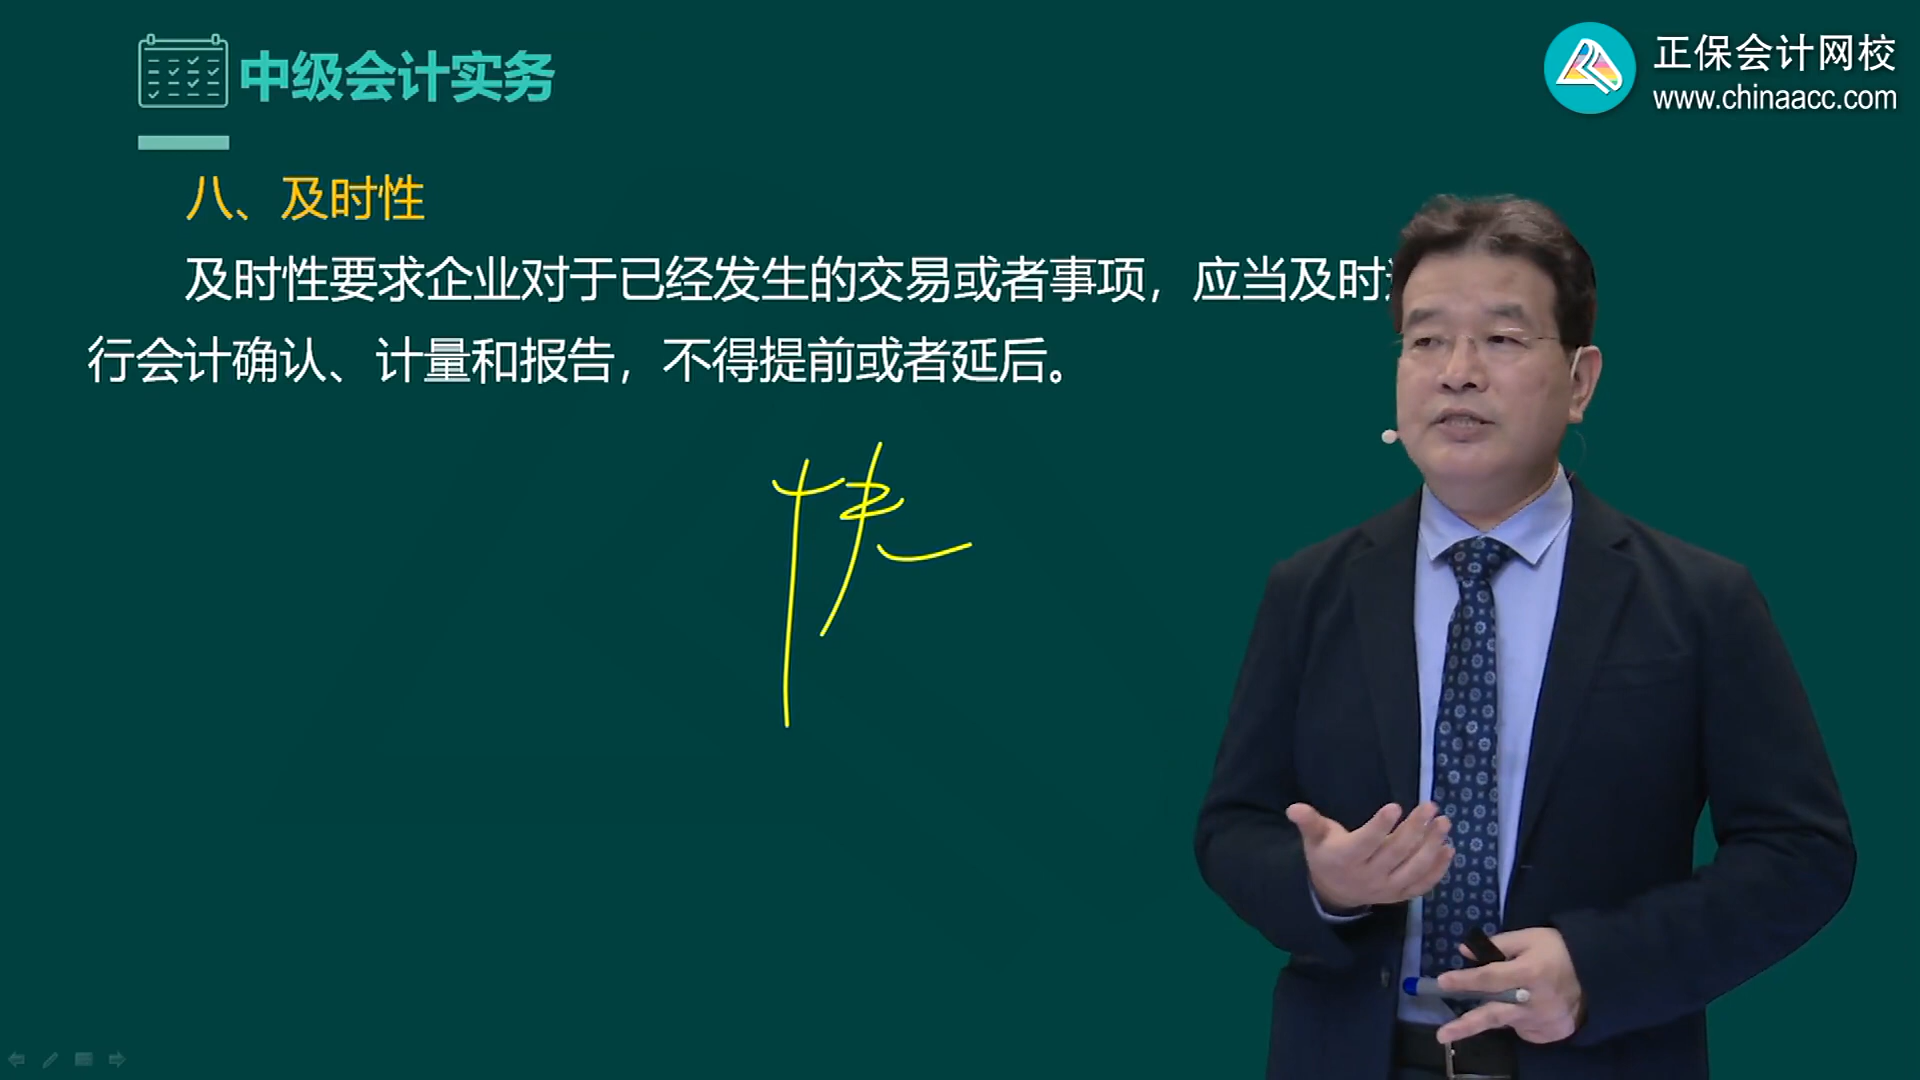 中级会计实务
正保会计网校
www.chinaacc.com
八、及时性
及时性要求企业对于已经发生的交易或者事项，应当及时
行会计确认、计量和报告，不得提前或者延后。
快